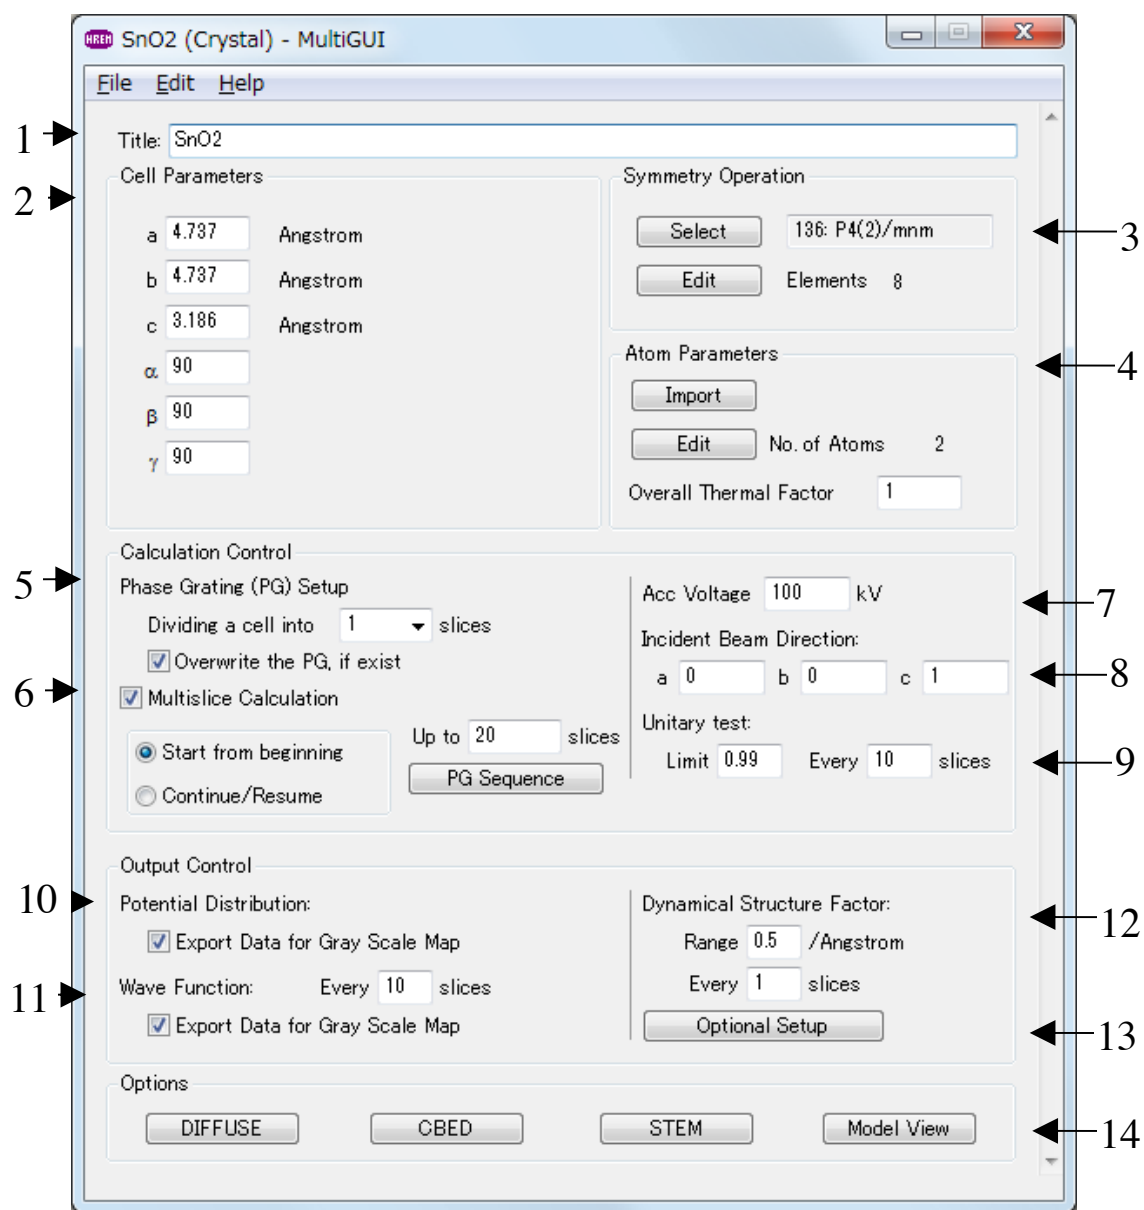 HREM SnO2 (Crystal) - MultiGUI
File Edit Help
1 Title: SnO2
2 Cell Parameters
a 4.737 Angstrom
b 4.737 Angstrom
c 3.186 Angstrom
α 90
β 90
γ 90
Symmetry Operation
Select 136: P4(2)/mnm 3
Edit Elements 8
Atom Parameters 4
Import
Edit No. of Atoms 2
Overall Thermal Factor 1
Calculation Control
5 Phase Grating (PG) Setup
Dividing a cell into 1 slices
Overwrite the PG, if exist
6 Multislice Calculation
Start from beginning
Continue/Resume
Up to 20 slices
PG Sequence
Acc Voltage 100 kV 7
Incident Beam Direction:
a 0 b 0 c 1 8
Unitary test:
Limit 0.99 Every 10 slices 9
Output Control
10 Potential Distribution:
Export Data for Gray Scale Map
11 Wave Function: Every 10 slices
Export Data for Gray Scale Map
Dynamical Structure Factor: 12
Range 0.5 /Angstrom
Every 1 slices
Optional Setup 13
Options
DIFFUSE CBED STEM Model View 14